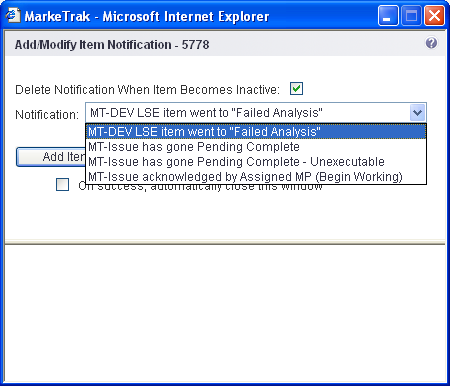 MarkeTrak - Microsoft Internet Explorer
Add/Modify Item Notification - 5778
Delete Notification When Item Becomes Inactive:
Notification: MT-DEV LSE item went to "Failed Analysis"
MT-DEV LSE item went to "Failed Analysis"
MT-Issue has gone Pending Complete
Add Item
MT-Issue has gone Pending Complete - Unexecutable
MT-Issue acknowledged by Assigned MP (Begin Working)
On success, automatically close this window